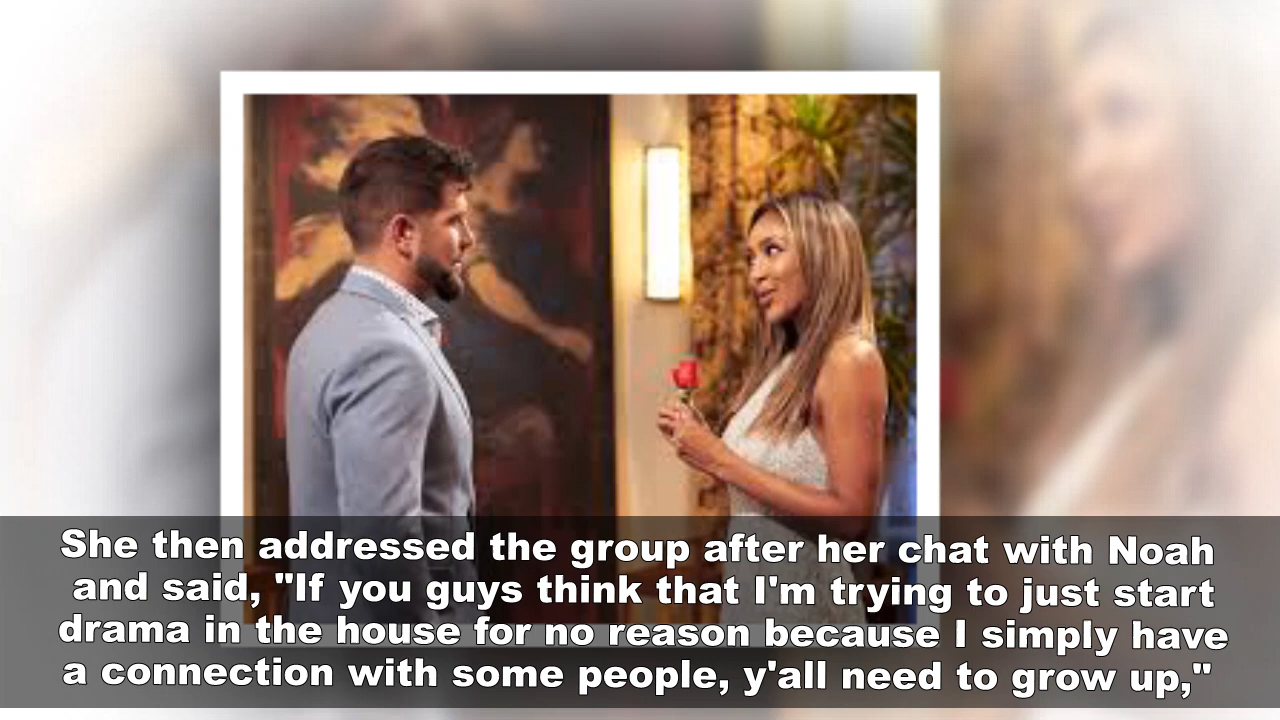 She then addressed the group after her chat with Noah
and said, "If you guys think that I'm trying to just start
drama in the house for no reason because I simply have
a connection with some people, y'all need to grow up,"